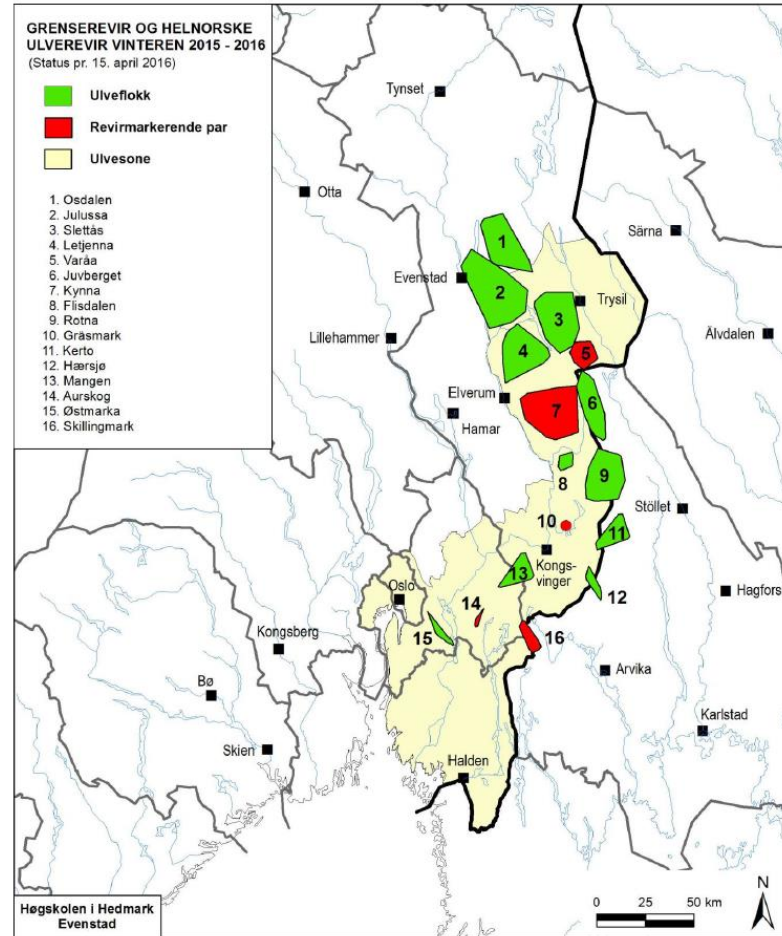 GRENSEREVIR OG HELNORSKE
ULVEREVIR VINTEREN 2015 - 2016
(Status pr. 15. april 2016)
Ulveflokk
Revirmarkerende par
Ulvesone
1. Osdalen
2. Julussa
3. Slettås
4. Letjenna
5. Varåa
6. Juvberget
7. Kynna
8. Flisdalen
9. Rotna
10. Gräsmark
11. Kerto
12. Hærsjø
13. Mangen
14. Aurskog
15. Østmarka
16. Skillingmark
Tynset
Otta
Särna
1
Evenstad
2
Trysil
3
Lillehammer
Älvdalen
4
5
Elverum
Hamar
7
6
8
9
Stöllet
10
11
Kongs-
vinger
13
Oslo
12
Hagfors
14
15
16
Kongsberg
Arvika
Bø
Karlstad
Skien
Halden
Høgskolen i Hedmark
Evenstad
0 25 50 km
N